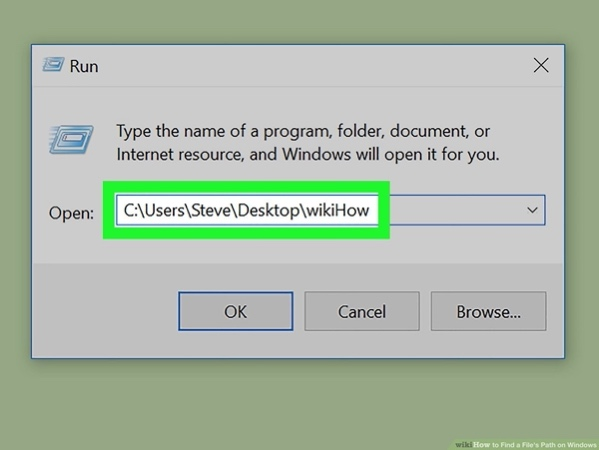 Run
Type the name of a program, folder, document, or
Internet resource, and Windows will open it for you.
Open: C:\Users\Steve\Desktop\wikiHow
OK Cancel Browse...
wikiHow to Find a File's Path on Windows